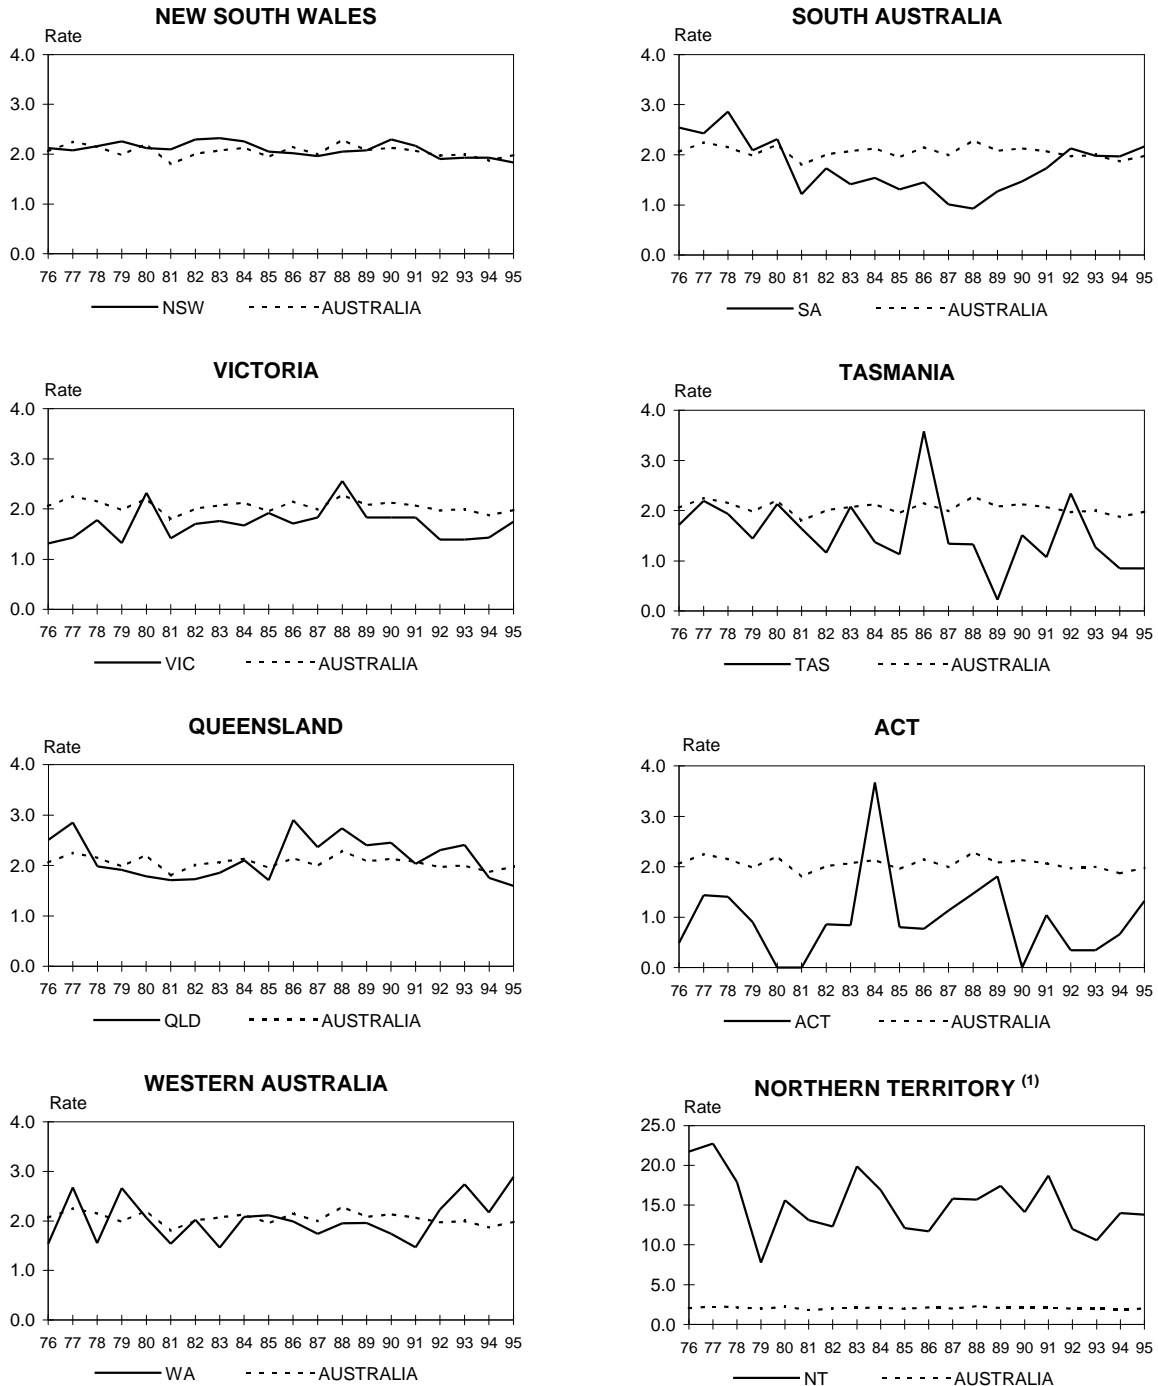 NEW SOUTH WALES
Rate
4.0
3.0
2.0
1.0
0.0
76 77 78 79 80 81 82 83 84 85 86 87 88 89 90 91 92 93 94 95
NSW AUSTRALIA
SOUTH AUSTRALIA
Rate
4.0
3.0
2.0
1.0
0.0
76 77 78 79 80 81 82 83 84 85 86 87 88 89 90 91 92 93 94 95
SA AUSTRALIA
VICTORIA
Rate
4.0
3.0
2.0
1.0
0.0
76 77 78 79 80 81 82 83 84 85 86 87 88 89 90 91 92 93 94 95
VIC AUSTRALIA
TASMANIA
Rate
4.0
3.0
2.0
1.0
0.0
76 77 78 79 80 81 82 83 84 85 86 87 88 89 90 91 92 93 94 95
TAS AUSTRALIA
QUEENSLAND
Rate
4.0
3.0
2.0
1.0
0.0
76 77 78 79 80 81 82 83 84 85 86 87 88 89 90 91 92 93 94 95
QLD AUSTRALIA
ACT
Rate
4.0
3.0
2.0
1.0
0.0
76 77 78 79 80 81 82 83 84 85 86 87 88 89 90 91 92 93 94 95
ACT AUSTRALIA
WESTERN AUSTRALIA
Rate
4.0
3.0
2.0
1.0
0.0
76 77 78 79 80 81 82 83 84 85 86 87 88 89 90 91 92 93 94 95
WA AUSTRALIA
NORTHERN TERRITORY (1)
Rate
25.0
20.0
15.0
10.0
5.0
0.0
76 77 78 79 80 81 82 83 84 85 86 87 88 89 90 91 92 93 94 95
NT AUSTRALIA